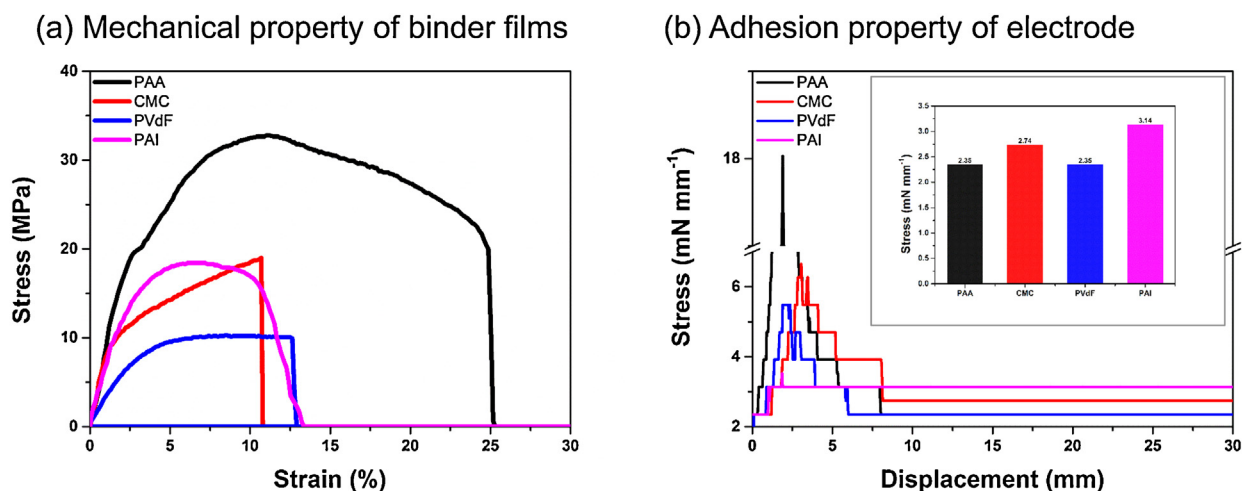 (a) Mechanical property of binder films
40
30
20
10
0
0 5 10 15 20 25 30
Stress (MPa)
Strain (%)
PAA
CMC
PVdF
PAI
(b) Adhesion property of electrode
18
6
4
2
0 5 10 15 20 25 30
Stress (mN mm⁻¹)
Displacement (mm)
PAA
CMC
PVdF
PAI
3.5
3.0
2.5
2.0
1.5
1.0
0.5
0.0
Stress (mN mm⁻¹)
2.35 2.74 2.35 3.14
PAA CMC PVdF PAI